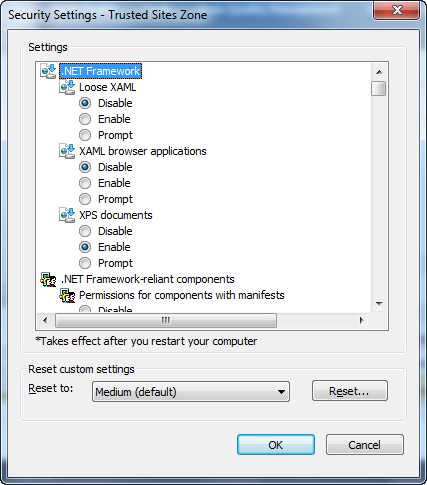 Security Settings - Trusted Sites Zone
Settings
.NET Framework
Loose XAML
Disable
Enable
Prompt
XAML browser applications
Disable
Enable
Prompt
XPS documents
Disable
Enable
Prompt
.NET Framework-reliant components
Permissions for components with manifests
Disable
*Takes effect after you restart your computer
Reset custom settings
Reset to: Medium (default) Reset...
OK Cancel